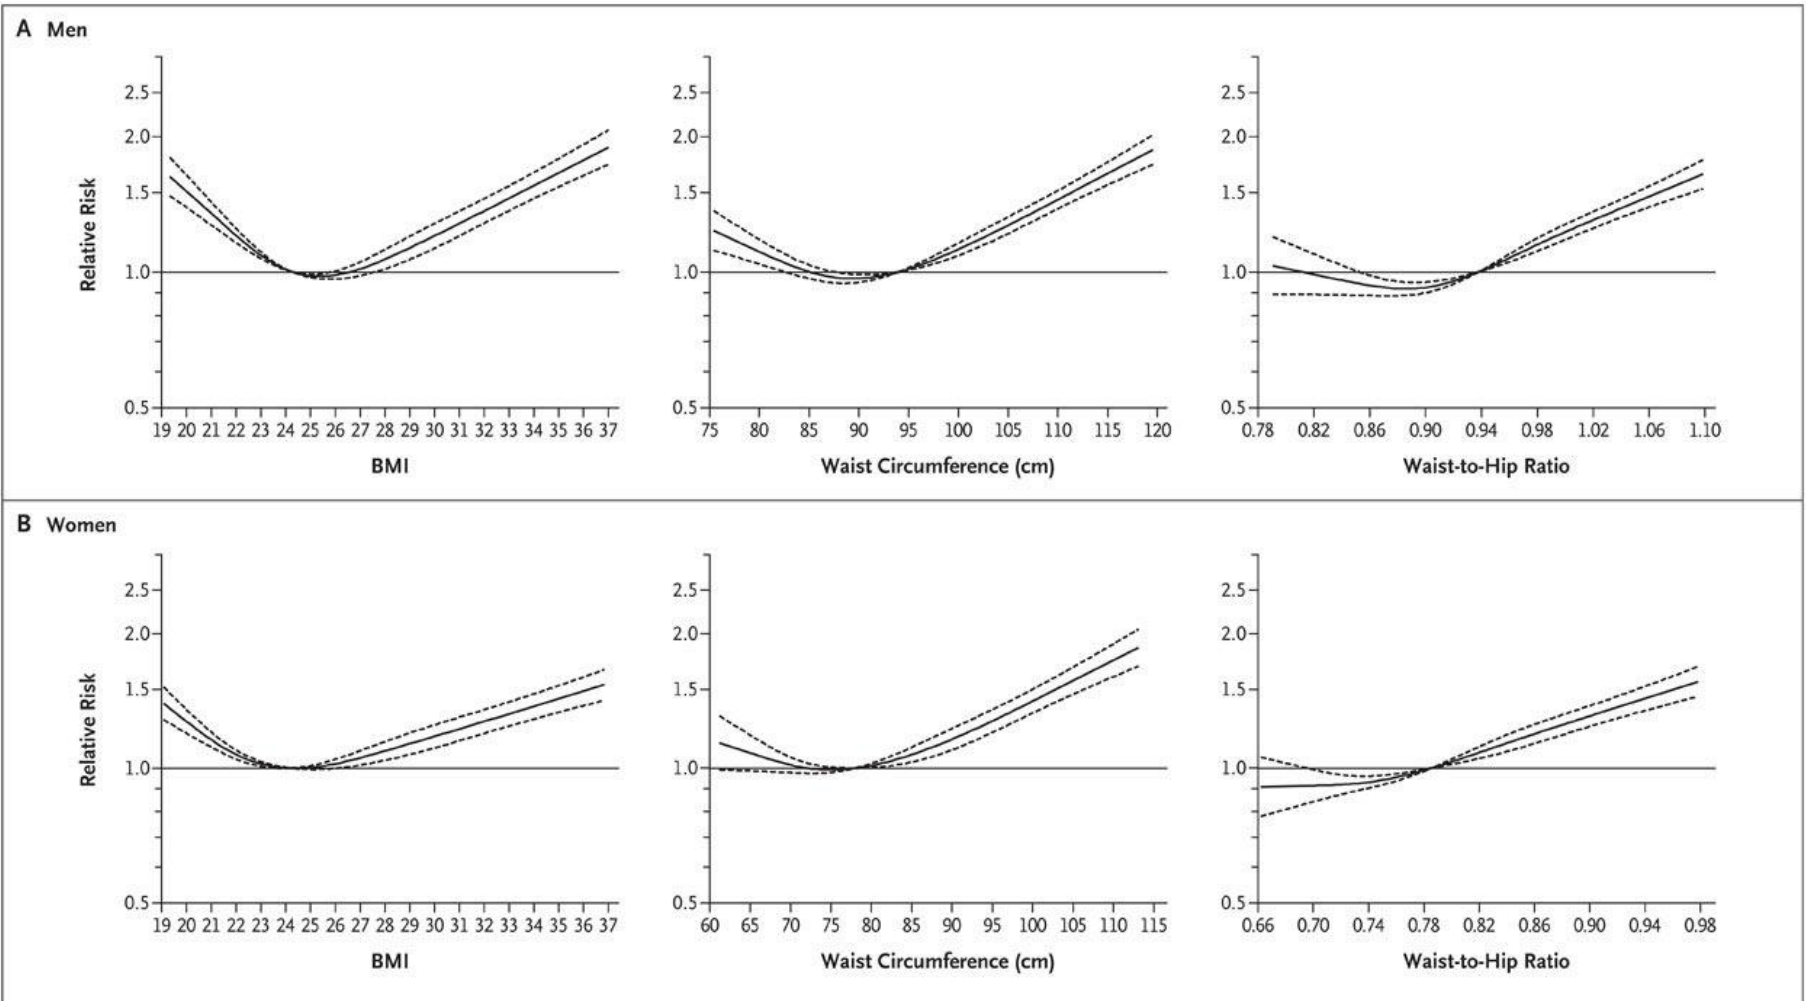 A Men
Relative Risk
2.5
2.0
1.5
1.0
0.5
19 20 21 22 23 24 25 26 27 28 29 30 31 32 33 34 35 36 37
BMI
2.5
2.0
1.5
1.0
0.5
75 80 85 90 95 100 105 110 115 120
Waist Circumference (cm)
2.5
2.0
1.5
1.0
0.5
0.78 0.82 0.86 0.90 0.94 0.98 1.02 1.06 1.10
Waist-to-Hip Ratio
B Women
Relative Risk
2.5
2.0
1.5
1.0
0.5
19 20 21 22 23 24 25 26 27 28 29 30 31 32 33 34 35 36 37
BMI
2.5
2.0
1.5
1.0
0.5
60 65 70 75 80 85 90 95 100 105 110 115
Waist Circumference (cm)
2.5
2.0
1.5
1.0
0.5
0.66 0.70 0.74 0.78 0.82 0.86 0.90 0.94 0.98
Waist-to-Hip Ratio